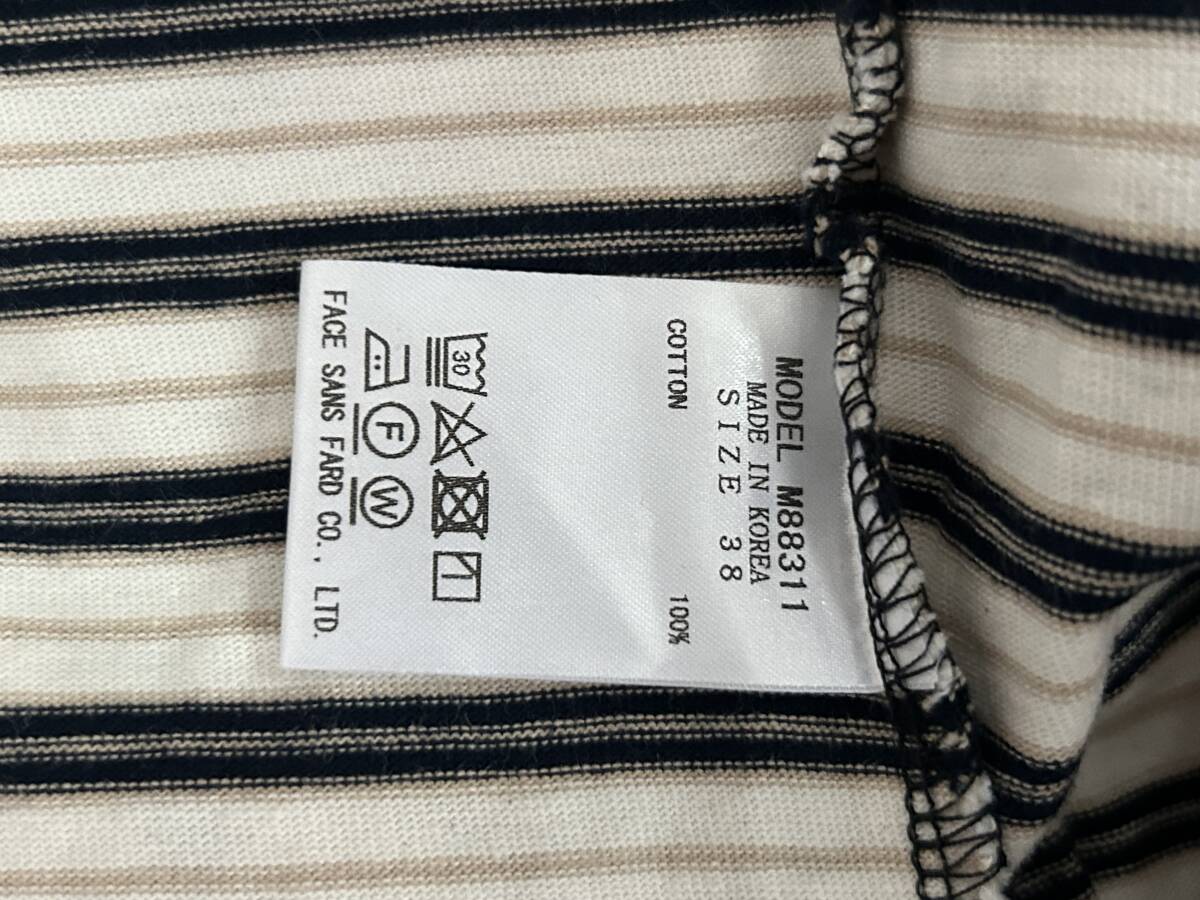 MODEL M88311
MADE IN KOREA
SIZE 38
COTTON 100%
30
F W
FACE SANS FARD CO., LTD.